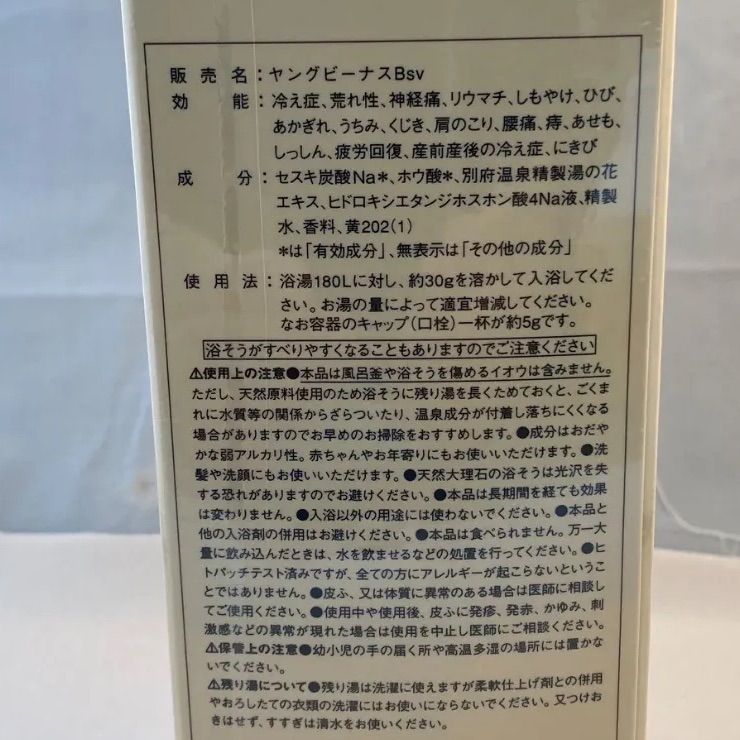 販売名：ヤングビーナスBsv
効能：冷え症、荒れ性、神経痛、リウマチ、しもやけ、ひび、
あかぎれ、うちみ、くじき、肩のこり、腰痛、痔、あせも、
しっしん、疲労回復、産前産後の冷え症、にきび
成分：セスキ炭酸Na*、ホウ酸*、別府温泉精製湯の花
エキス、ヒドロキシエタンジホスホン酸4Na液、精製
水、香料、黄202(1)
*は「有効成分」、無表示は「その他の成分」
使用法：浴湯180Lに対し、約30gを溶かして入浴してくだ
さい。お湯の量によって適宜増減してください。
なお容器のキャップ(口栓)一杯が約5gです。
浴そうがすべりやすくなることもありますのでご注意ください
⚠使用上の注意●本品は風呂釜や浴そうを傷めるイオウは含みません。
ただし、天然原料使用のため浴そうに残り湯を長くためておくと、ごくま
れに水質等の関係からざらついたり、温泉成分が付着し落ちにくくなる
場合がありますのでお早めのお掃除をおすすめします。●成分はおだや
かな弱アルカリ性。赤ちゃんやお年寄りにもお使いいただけます。●洗
髪や洗顔にもお使いいただけます。●天然大理石の浴そうは光沢を失
する恐れがありますのでお避けください。●本品は長期間を経ても効果
は変わりません。●入浴以外の用途には使わないでください。●本品と
他の入浴剤の併用はお避けください。●本品は食べられません。万一大
量に飲み込んだときは、水を飲ませるなどの処置を行ってください。●ヒ
トパッチテスト済みですが、全ての方にアレルギーが起こらないというこ
とではありません。●皮ふ、又は体質に異常のある場合は医師に相談し
てご使用ください。●使用中や使用後、皮ふに発疹、発赤、かゆみ、刺
激感などの異常が現れた場合は使用を中止し医師にご相談ください。
⚠保管上の注意●幼小児の手の届く所や高温多湿の場所には置かな
いでください。
⚠残り湯について●残り湯は洗濯に使えますが柔軟仕上げ剤との併用
やおろしたての衣類の洗濯にはお使いにならないでください。又つけお
きはせず、すすぎは清水をお使いください。